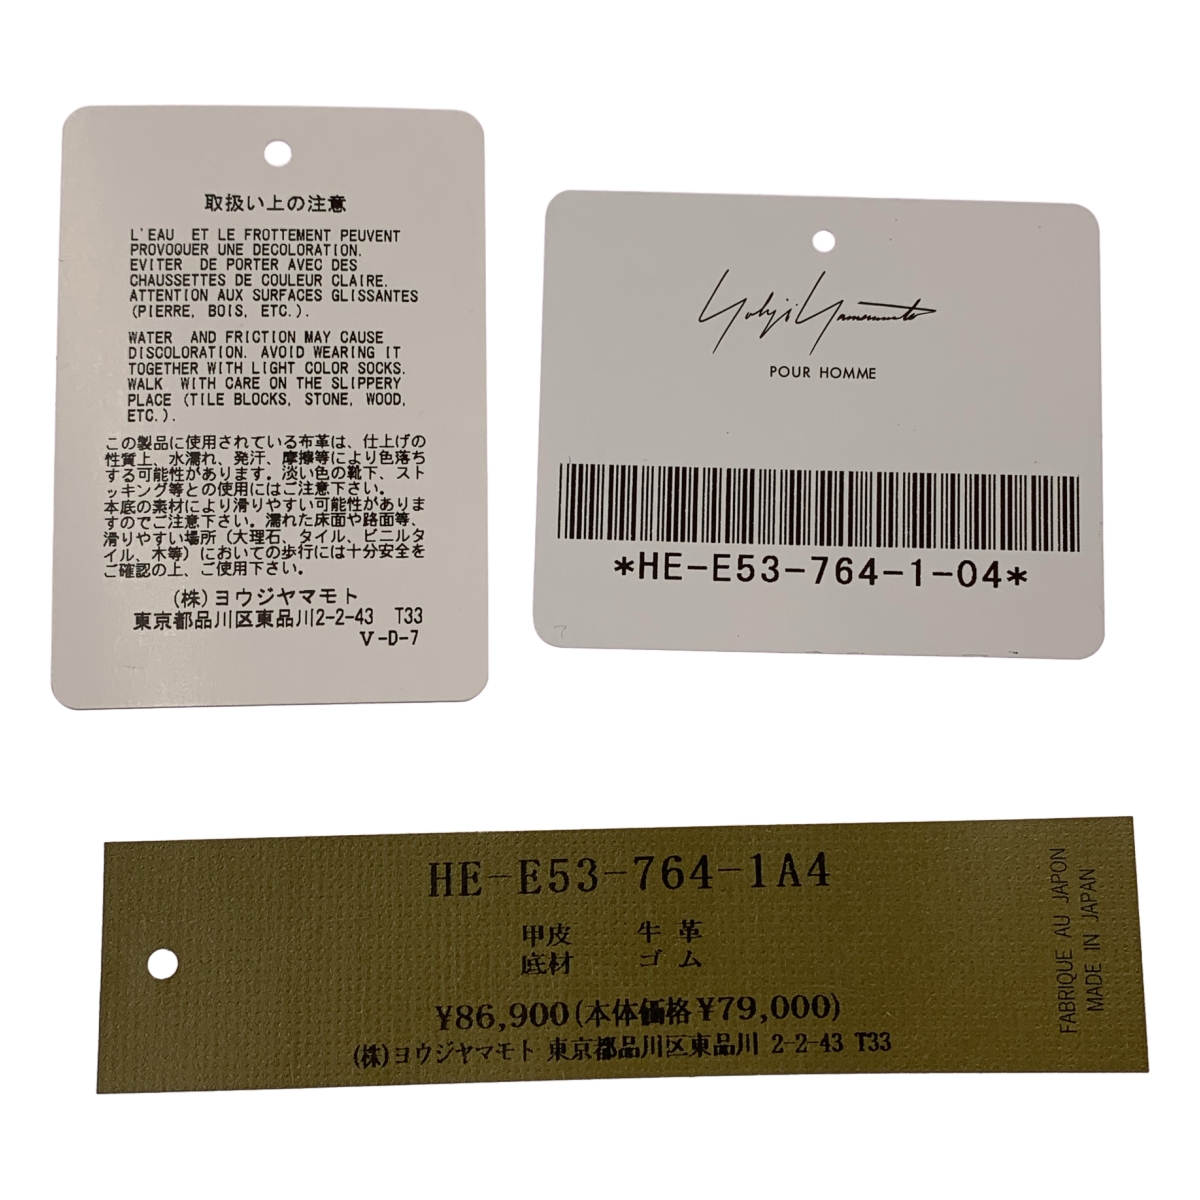 取扱い上の注意
L'EAU ET LE FROTTEMENT PEUVENT
PROVOQUER UNE DECOLORATION.
EVITER DE PORTER AVEC DES
CHAUSSETTES DE COULEUR CLAIRE.
ATTENTION AUX SURFACES GLISSANTES
(PIERRE, BOIS, ETC.).
WATER AND FRICTION MAY CAUSE
DISCOLORATION. AVOID WEARING IT
TOGETHER WITH LIGHT COLOR SOCKS.
WALK WITH CARE ON THE SLIPPERY
PLACE (TILE BLOCKS, STONE, WOOD,
ETC.).
この製品に使用されている布革は、仕上げの
性質上、水濡れ、発汗、摩擦等により色落ち
する可能性があります。淡い色の靴下、スト
ッキング等との使用にはご注意下さい。
本底の素材により滑りやすい可能性がありま
すのでご注意下さい。濡れた床面や路面等、
滑りやすい場所（大理石、タイル、ビニルタ
イル、木等）においての歩行には十分安全を
ご確認の上、ご使用下さい。
(株)ヨウジヤマモト
東京都品川区東品川2-2-43 T33
V-D-7
Yohji Yamamoto
POUR HOMME
*HE-E53-764-1-04*
HE-E53-764-1A4
甲皮 牛革
底材 ゴム
¥86,900(本体価格¥79,000)
(株)ヨウジヤマモト 東京都品川区東品川 2-2-43 T33
FABRIQUE AU JAPON
MADE IN JAPAN